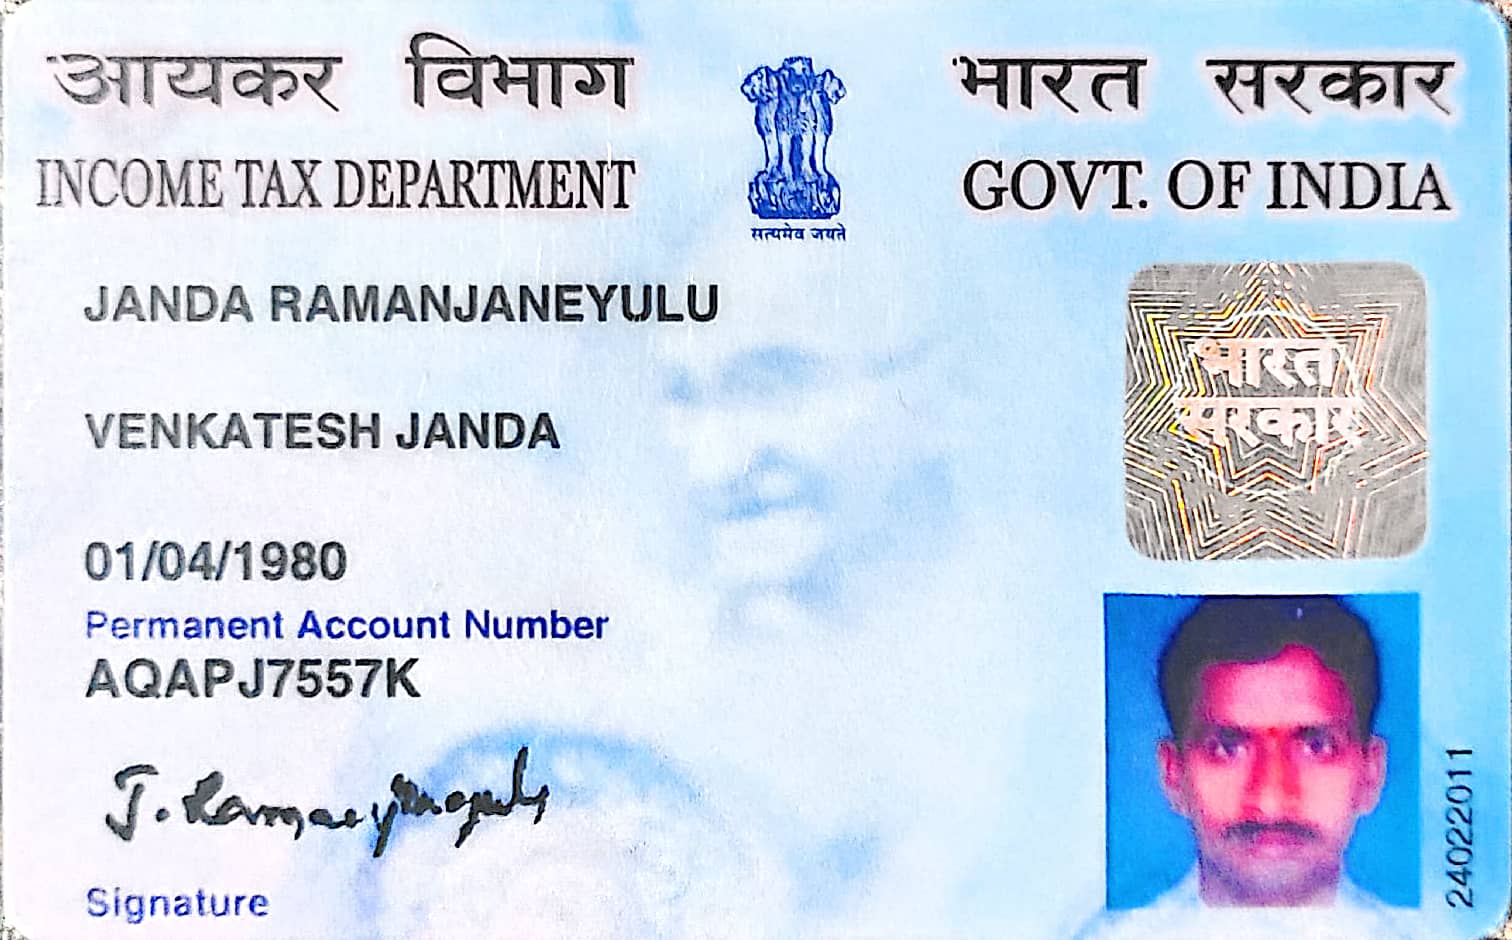 आयकर विभाग
INCOME TAX DEPARTMENT
सत्यमेव जयते
भारत सरकार
GOVT. OF INDIA
JANDA RAMANJANEYULU
VENKATESH JANDA
01/04/1980
Permanent Account Number
AQAPJ7557K
J. Ramanjaneyulu
Signature
भारत
सरकार
24022011